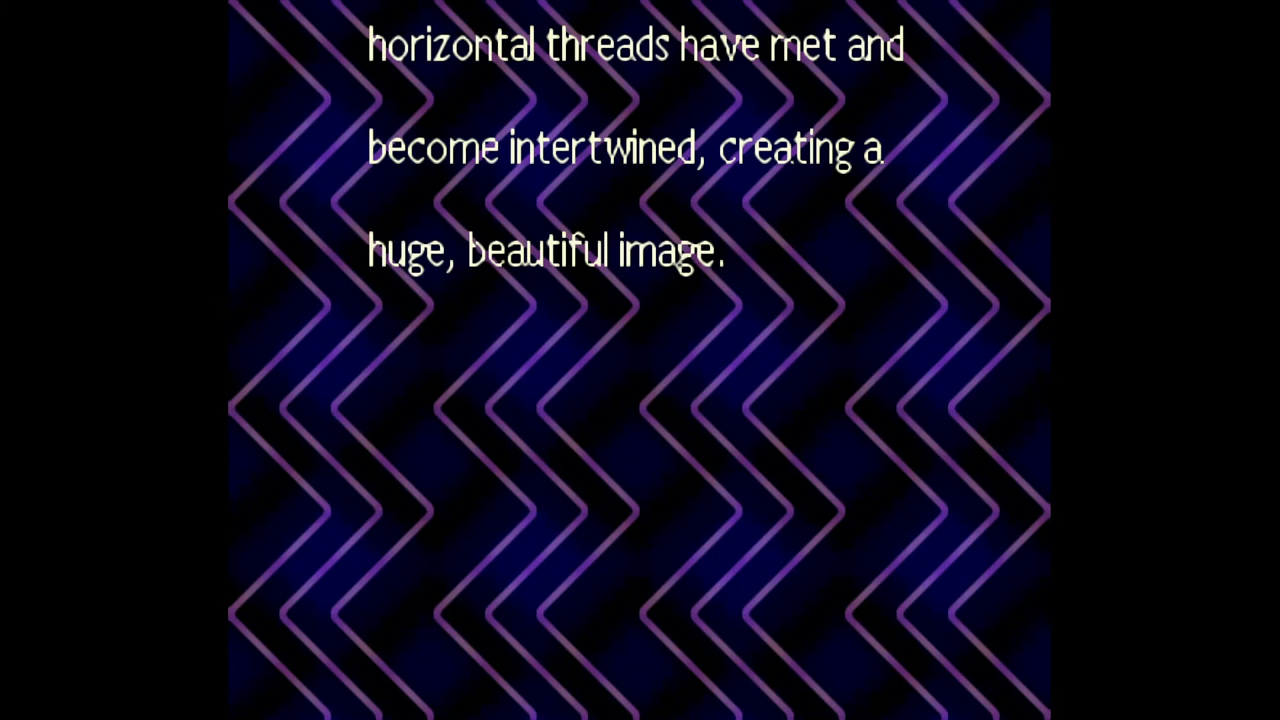 horizontal threads have met and
become intertwined, creating a
huge, beautiful image.